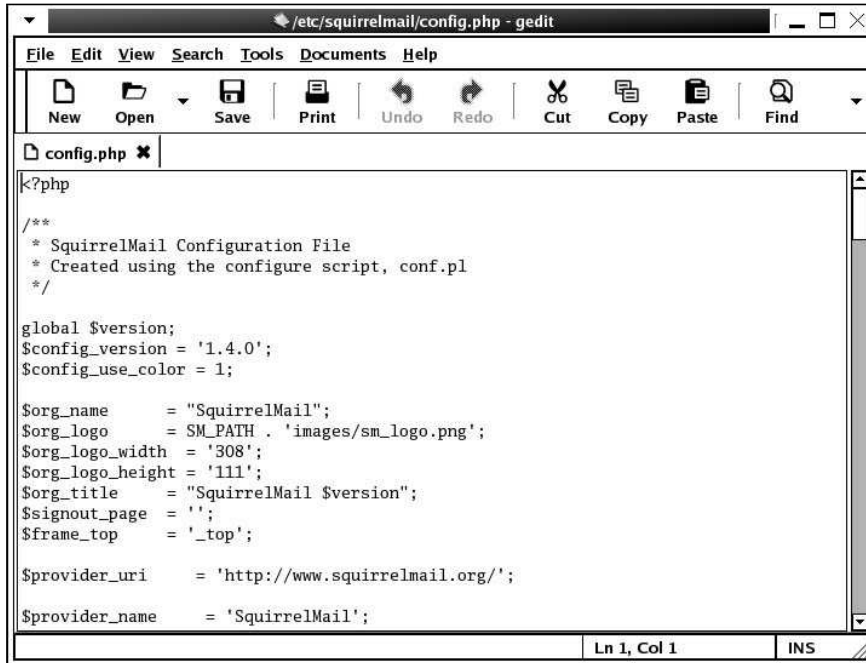 /etc/squirrelmail/config.php - gedit
File Edit View Search Tools Documents Help
New Open Save Print Undo Redo Cut Copy Paste Find
config.php
<?php
/**
 * SquirrelMail Configuration File
 * Created using the configure script, conf.pl
 */
global $version;
$config_version = '1.4.0';
$config_use_color = 1;
$org_name      = "SquirrelMail";
$org_logo      = SM_PATH . 'images/sm_logo.png';
$org_logo_width  = '308';
$org_logo_height = '111';
$org_title     = "SquirrelMail $version";
$signout_page  = '';
$frame_top     = '_top';
$provider_uri     = 'http://www.squirrelmail.org/';
$provider_name     = 'SquirrelMail';
Ln 1, Col 1 INS